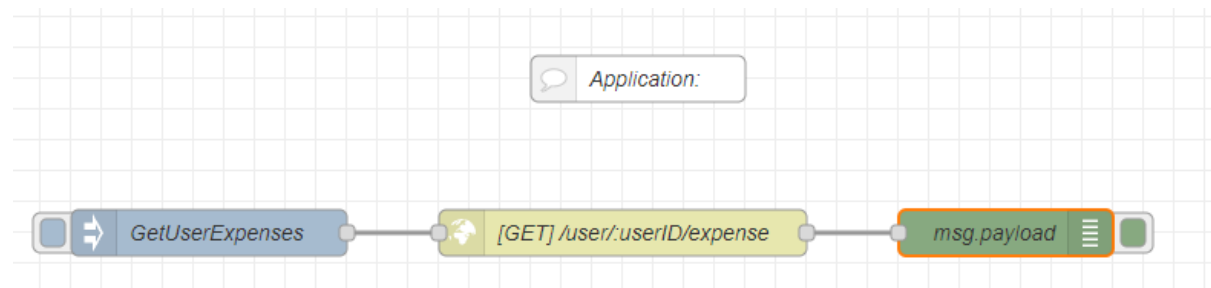 Application:
GetUserExpenses
[GET] /user/:userID/expense
msg.payload